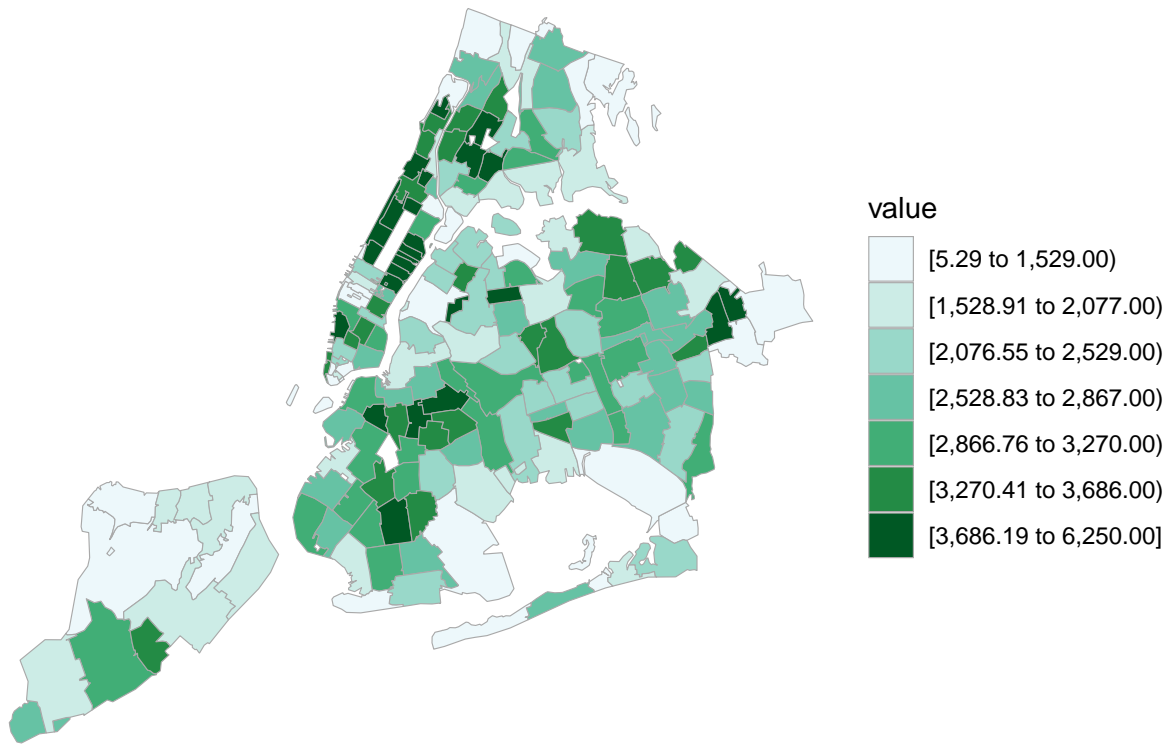 value
[5.29 to 1,529.00)
[1,528.91 to 2,077.00)
[2,076.55 to 2,529.00)
[2,528.83 to 2,867.00)
[2,866.76 to 3,270.00)
[3,270.41 to 3,686.00)
[3,686.19 to 6,250.00]